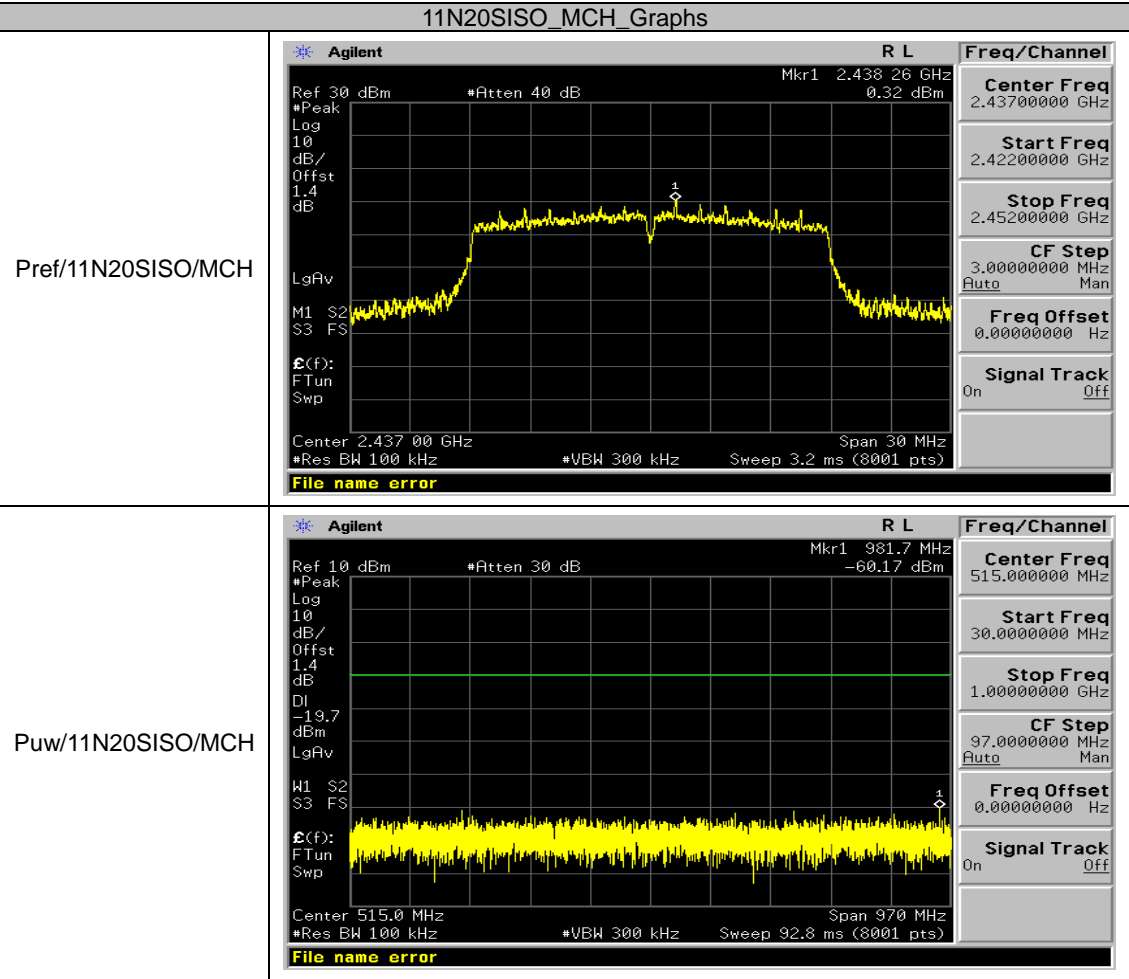 11N20SISO_MCH_Graphs
Pref/11N20SISO/MCH
Agilent R L
Mkr1 2.438 26 GHz
Ref 30 dBm #Atten 40 dB 0.32 dBm
#Peak
Log
10
dB/
Offst
1.4
dB
1
LgAv
M1 S2
S3 FS
£(f):
FTun
Swp
Center 2.437 00 GHz Span 30 MHz
#Res BW 100 kHz #VBW 300 kHz Sweep 3.2 ms (8001 pts)
File name error
Freq/Channel
Center Freq
2.43700000 GHz
Start Freq
2.42200000 GHz
Stop Freq
2.45200000 GHz
CF Step
3.00000000 MHz
Auto Man
Freq Offset
0.00000000 Hz
Signal Track
On Off
Puw/11N20SISO/MCH
Agilent R L
Mkr1 981.7 MHz
Ref 10 dBm #Atten 30 dB -60.17 dBm
#Peak
Log
10
dB/
Offst
1.4
dB
DI
-19.7
dBm
LgAv
1
W1 S2
S3 FS
£(f):
FTun
Swp
Center 515.0 MHz Span 970 MHz
#Res BW 100 kHz #VBW 300 kHz Sweep 92.8 ms (8001 pts)
File name error
Freq/Channel
Center Freq
515.000000 MHz
Start Freq
30.0000000 MHz
Stop Freq
1.00000000 GHz
CF Step
97.0000000 MHz
Auto Man
Freq Offset
0.00000000 Hz
Signal Track
On Off